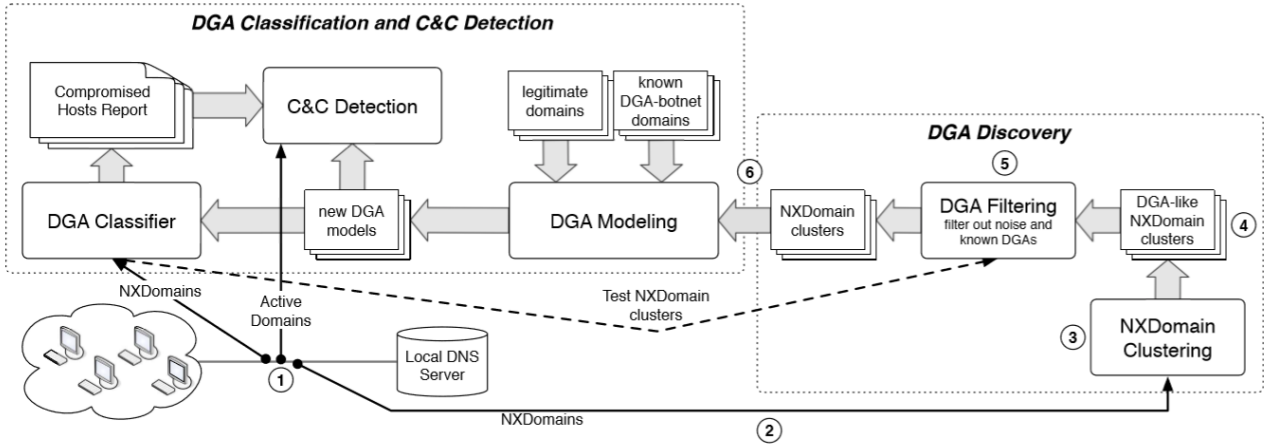 DGA Classification and C&C Detection
Compromised
Hosts Report
C&C Detection
legitimate
domains
known
DGA-botnet
domains
DGA Classifier
new DGA
models
DGA Modeling
6
DGA Discovery
5
NXDomain
clusters
DGA Filtering
filter out noise and
known DGAs
DGA-like
NXDomain
clusters
4
NXDomains
Active
Domains
Test NXDomain
clusters
3
NXDomain
Clustering
Local DNS
Server
1
NXDomains
2